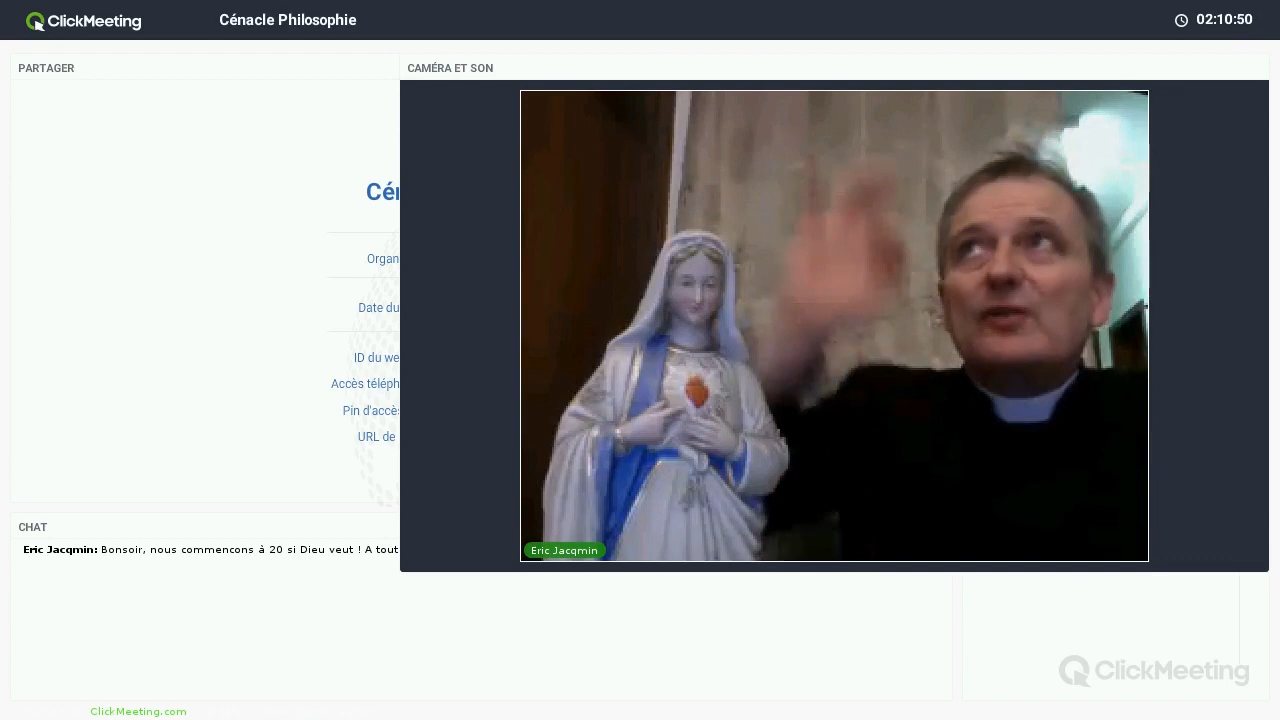 ClickMeeting
Cénacle Philosophie
02:10:50
PARTAGER
CAMÉRA ET SON
Cér
Organ
Date du
ID du we
Accès téléph
Pin d'accè
URL de
Eric Jacqmin
CHAT
Eric Jacqmin: Bonsoir, nous commencons à 20 si Dieu veut ! A tout
ClickMeeting
ClickMeeting.com